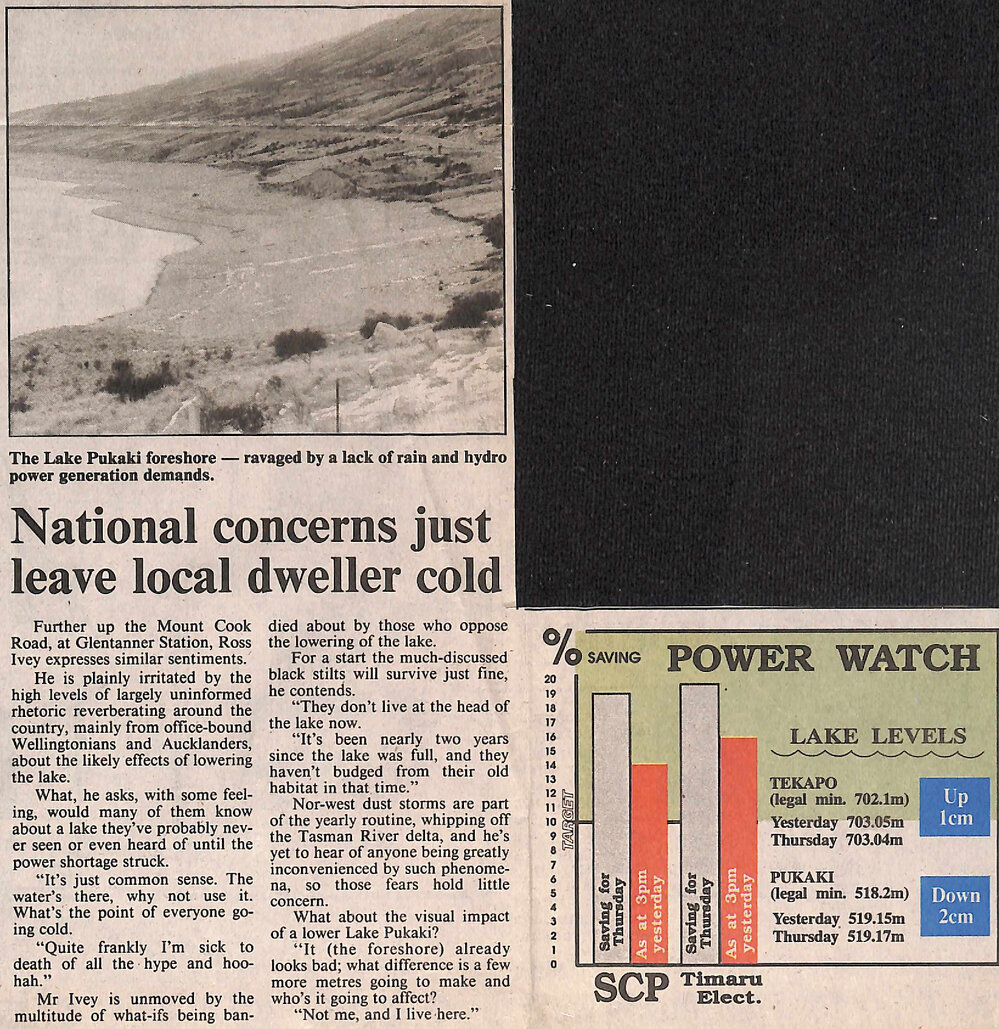 The Lake Pukaki foreshore — ravaged by a lack of rain and hydro
power generation demands.
National concerns just
leave local dweller cold
Further up the Mount Cook
Road, at Glentanner Station, Ross
Ivey expresses similar sentiments.
He is plainly irritated by the
high levels of largely uninformed
rhetoric reverberating around the
country, mainly from office-bound
Wellingtonians and Aucklanders,
about the likely effects of lowering
the lake.
What, he asks, with some feel-
ing, would many of them know
about a lake they've probably nev-
er seen or even heard of until the
power shortage struck.
"It's just common sense. The
water's there, why not use it.
What's the point of everyone go-
ing cold.
"Quite frankly I'm sick to
death of all the hype and hoo-
hah."
Mr Ivey is unmoved by the
multitude of what-ifs being ban-
died about by those who oppose
the lowering of the lake.
For a start the much-discussed
black stilts will survive just fine,
he contends.
"They don't live at the head of
the lake now.
"It's been nearly two years
since the lake was full, and they
haven't budged from their old
habitat in that time."
Nor-west dust storms are part
of the yearly routine, whipping off
the Tasman River delta, and he's
yet to hear of anyone being greatly
inconvenienced by such phenome-
na, so those fears hold little
concern.
What about the visual impact
of a lower Lake Pukaki?
"It (the foreshore) already
looks bad; what difference is a few
more metres going to make and
who's it going to affect?
"Not me, and I live here."
% SAVING
POWER WATCH
20
19
18
17
16
15
14
13
12
11
10
9
8
7
6
5
4
3
2
1
0
TARGET
Saving for
Thursday
As at 3pm
yesterday
Saving for
Thursday
As at 3pm
yesterday
SCP
Timaru
Elect.
LAKE LEVELS
TEKAPO
(legal min. 702.1m)
Yesterday 703.05m
Thursday 703.04m
Up
1cm
PUKAKI
(legal min. 518.2m)
Yesterday 519.15m
Thursday 519.17m
Down
2cm